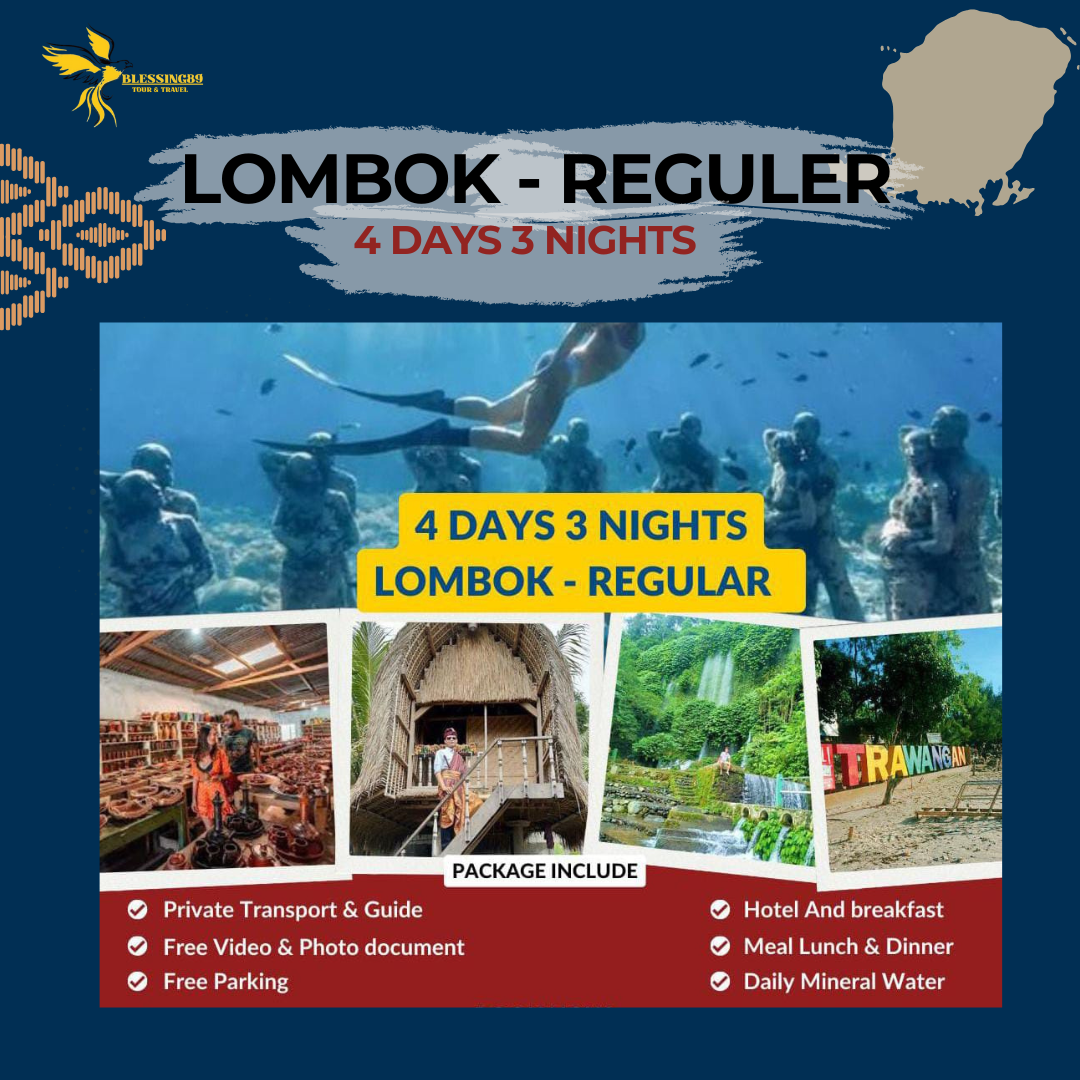 BLESSING89
TOUR & TRAVEL
LOMBOK - REGULER
4 DAYS 3 NIGHTS
4 DAYS 3 NIGHTS
LOMBOK - REGULAR
TRAWANGAN
PACKAGE INCLUDE
Private Transport & Guide
Free Video & Photo document
Free Parking
Hotel And breakfast
Meal Lunch & Dinner
Daily Mineral Water